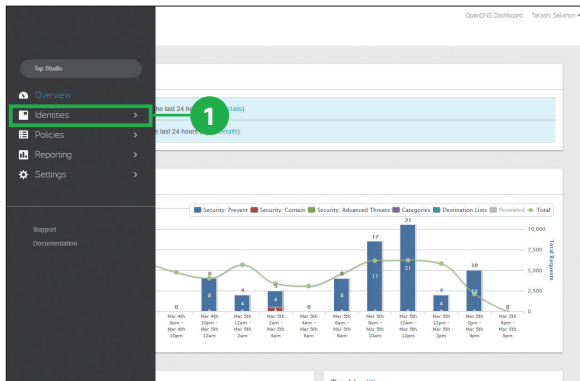 OpenDNS Dashboard Takashi Sekimori
Top Studio
Overview
Identities
Policies
Reporting
Settings
Support
Documentation
1
he last 24 h etails)
e last 24 hours etails)
Security: Prevent Security: Contain Security: Advanced Threats Categories Destination Lists Permitted Total
21
17
10
8
4
0
0
4
0
8
4
4
8
17
21
4
10
10,000
7,500
5,000
2,500
0
Total Requests
Mar 4th 8pm - Mar 4th 10pm
Mar 4th 10pm - Mar 5th 12am
Mar 5th 12am - Mar 5th 2am
Mar 5th 2am - Mar 5th 4am
Mar 5th 4am - Mar 5th 6am
Mar 5th 6am - Mar 5th 8am
Mar 5th 8am - Mar 5th 10am
Mar 5th 10am - Mar 5th 12pm
Mar 5th 12pm - Mar 5th 2pm
Mar 5th 2pm - Mar 5th 4pm
Mar 5th 4pm - Mar 5th 5pm